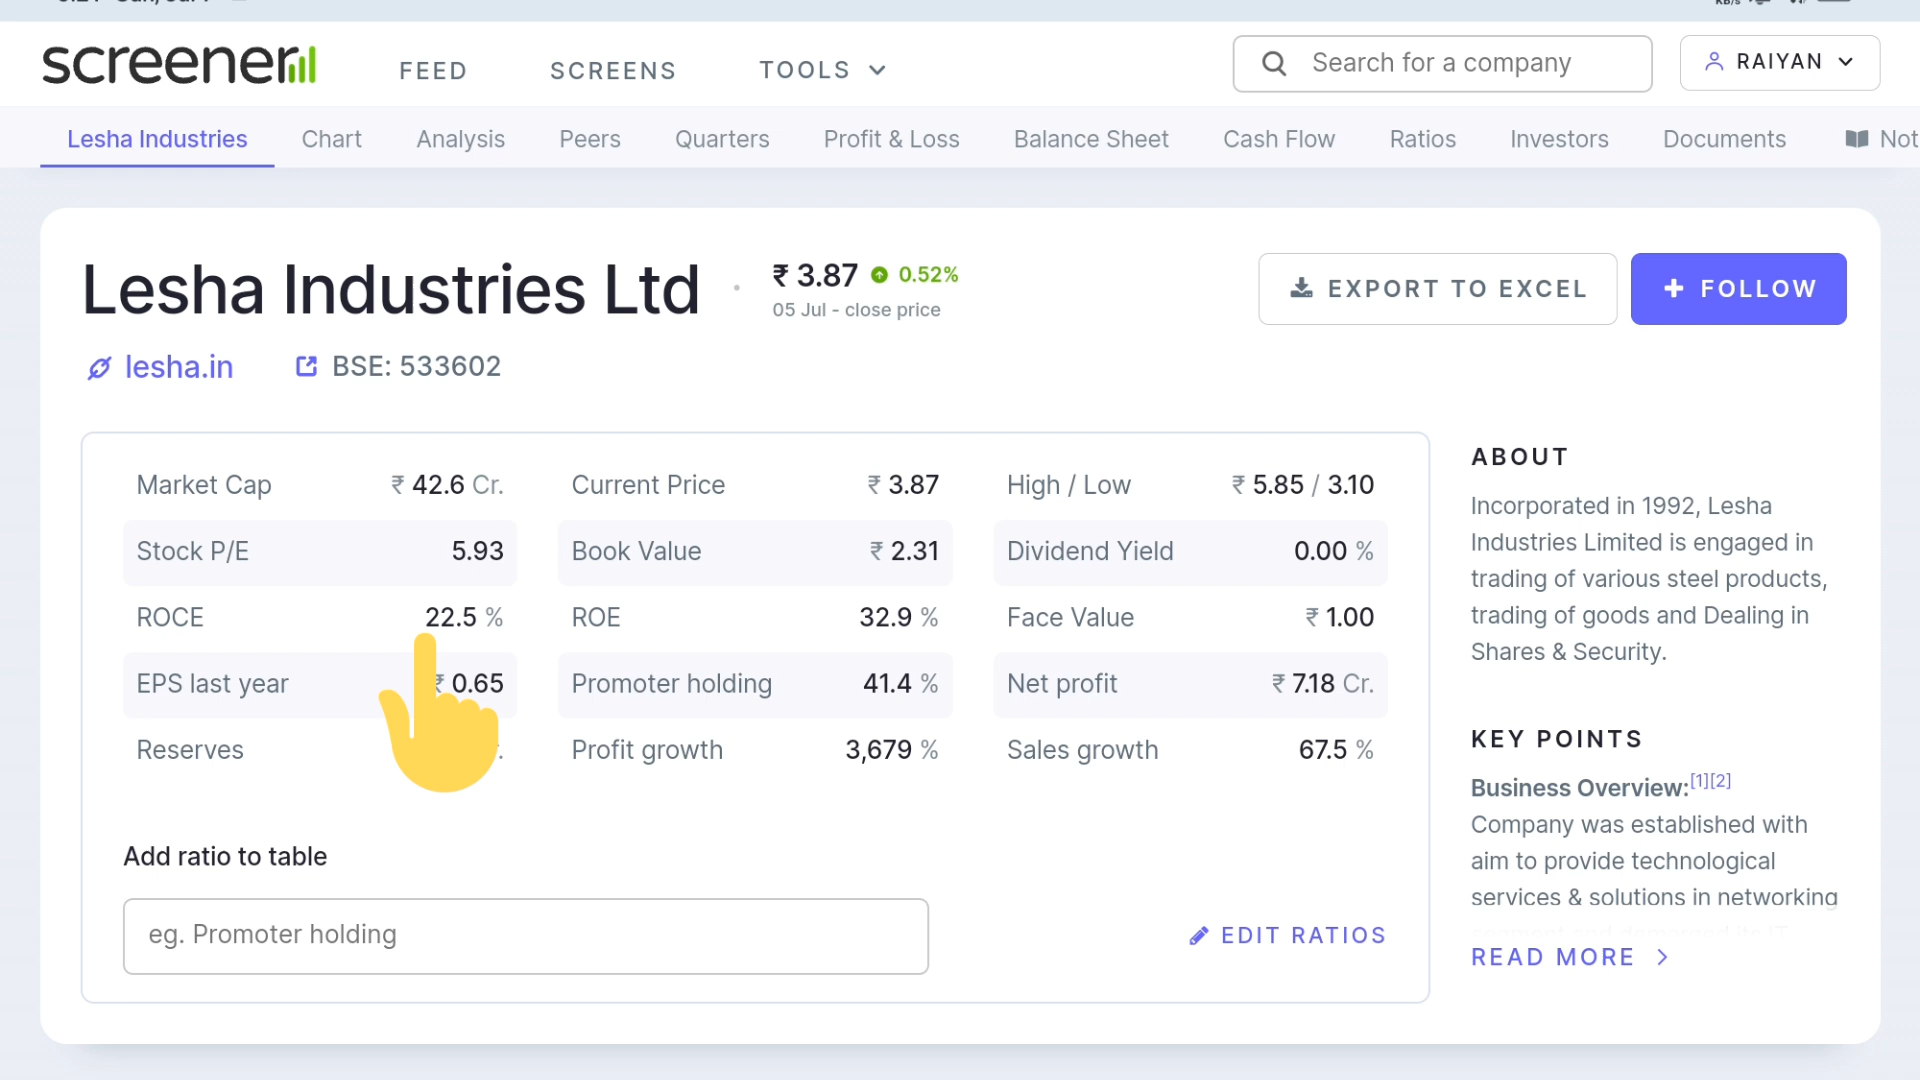 screener
FEED
SCREENS
TOOLS
Search for a company
RAIYAN
Lesha Industries
Chart
Analysis
Peers
Quarters
Profit & Loss
Balance Sheet
Cash Flow
Ratios
Investors
Documents
Not
Lesha Industries Ltd
₹ 3.87 0.52%
05 Jul - close price
EXPORT TO EXCEL
+ FOLLOW
lesha.in
BSE: 533602
Market Cap ₹ 42.6 Cr.
Current Price ₹ 3.87
High / Low ₹ 5.85 / 3.10
Stock P/E 5.93
Book Value ₹ 2.31
Dividend Yield 0.00 %
ROCE 22.5 %
ROE 32.9 %
Face Value ₹ 1.00
EPS last year ₹ 0.65
Promoter holding 41.4 %
Net profit ₹ 7.18 Cr.
Reserves
Profit growth 3,679 %
Sales growth 67.5 %
Add ratio to table
eg. Promoter holding
EDIT RATIOS
ABOUT
Incorporated in 1992, Lesha
Industries Limited is engaged in
trading of various steel products,
trading of goods and Dealing in
Shares & Security.
KEY POINTS
Business Overview:[1][2]
Company was established with
aim to provide technological
services & solutions in networking
READ MORE